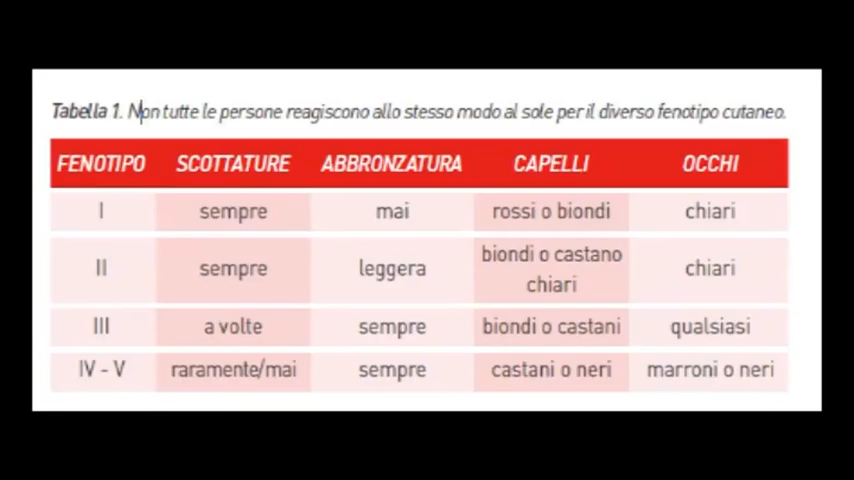 Tabella 1. Non tutte le persone reagiscono allo stesso modo al sole per il diverso fenotipo cutaneo.
FENOTIPO SCOTTATURE ABBRONZATURA CAPELLI OCCHI
I sempre mai rossi o biondi chiari
II sempre leggera biondi o castano chiari chiari
III a volte sempre biondi o castani qualsiasi
IV - V raramente/mai sempre castani o neri marroni o neri